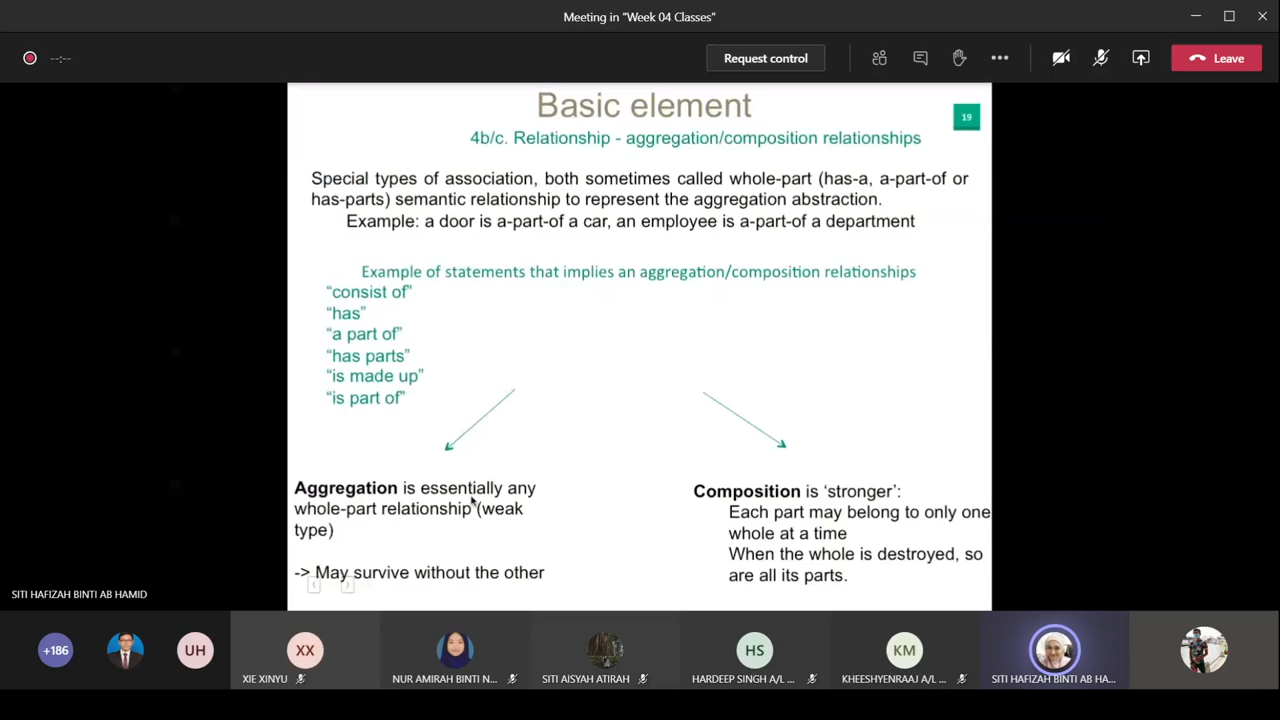 Meeting in "Week 04 Classes"
--:--
Request control
Leave
Basic element
19
4b/c. Relationship - aggregation/composition relationships
Special types of association, both sometimes called whole-part (has-a, a-part-of or
has-parts) semantic relationship to represent the aggregation abstraction.
Example: a door is a-part-of a car, an employee is a-part-of a department
Example of statements that implies an aggregation/composition relationships
“consist of”
“has”
“a part of”
“has parts”
“is made up”
“is part of”
Aggregation is essentially any
whole-part relationship (weak
type)
-> May survive without the other
Composition is ‘stronger’:
Each part may belong to only one
whole at a time
When the whole is destroyed, so
are all its parts.
SITI HAFIZAH BINTI AB HAMID
+186
UH
XX
XIE XINYU
NUR AMIRAH BINTI N...
SITI AISYAH ATIRAH
HS
HARDEEP SINGH A/L ...
KM
KHEESHYENRAAJ A/L ...
SITI HAFIZAH BINTI AB HA...